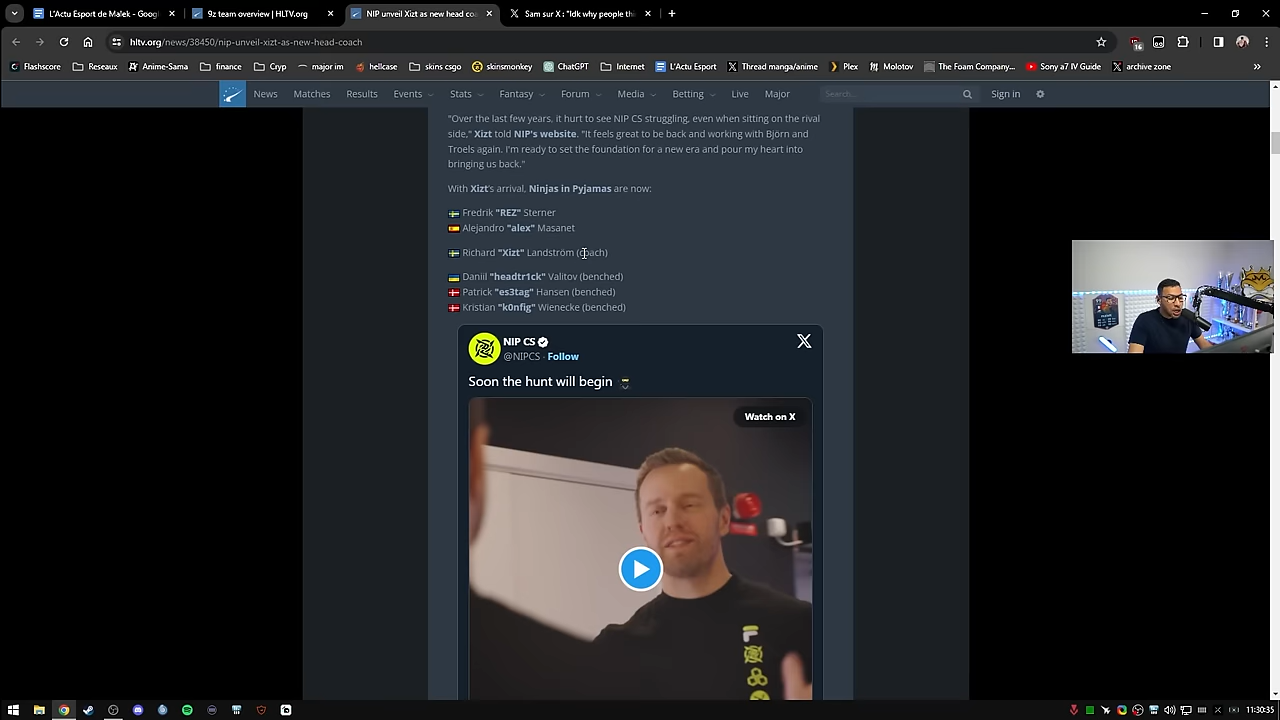 L'Actu Esport de Malek - Googl
9z team overview | HLTV.org
NIP unveil Xizt as new head coa
Sam sur X : "Idk why people thi
hltv.org/news/38450/nip-unveil-xizt-as-new-head-coach
16
Flashscore
Reseaux
Anime-Sama
finance
Cryp
major im
hellcase
skins csgo
skinsmonkey
ChatGPT
Internet
L'Actu Esport
Thread manga/anime
Plex
Molotov
The Foam Company...
Sony a7 IV Guide
archive zone
News
Matches
Results
Events
Stats
Fantasy
Forum
Media
Betting
Live
Major
Search...
Sign in
"Over the last few years, it hurt to see NIP CS struggling, even when sitting on the rival
side," Xizt told NIP's website. "It feels great to be back and working with Björn and
Troels again. I'm ready to set the foundation for a new era and pour my heart into
bringing us back."
With Xizt's arrival, Ninjas in Pyjamas are now:
Fredrik "REZ" Sterner
Alejandro "alex" Masanet
Richard "Xizt" Landström (coach)
Daniil "headtr1ck" Valitov (benched)
Patrick "es3tag" Hansen (benched)
Kristian "k0nfig" Wienecke (benched)
NIP CS
@NIPCS · Follow
Soon the hunt will begin
Watch on X
11:30:35